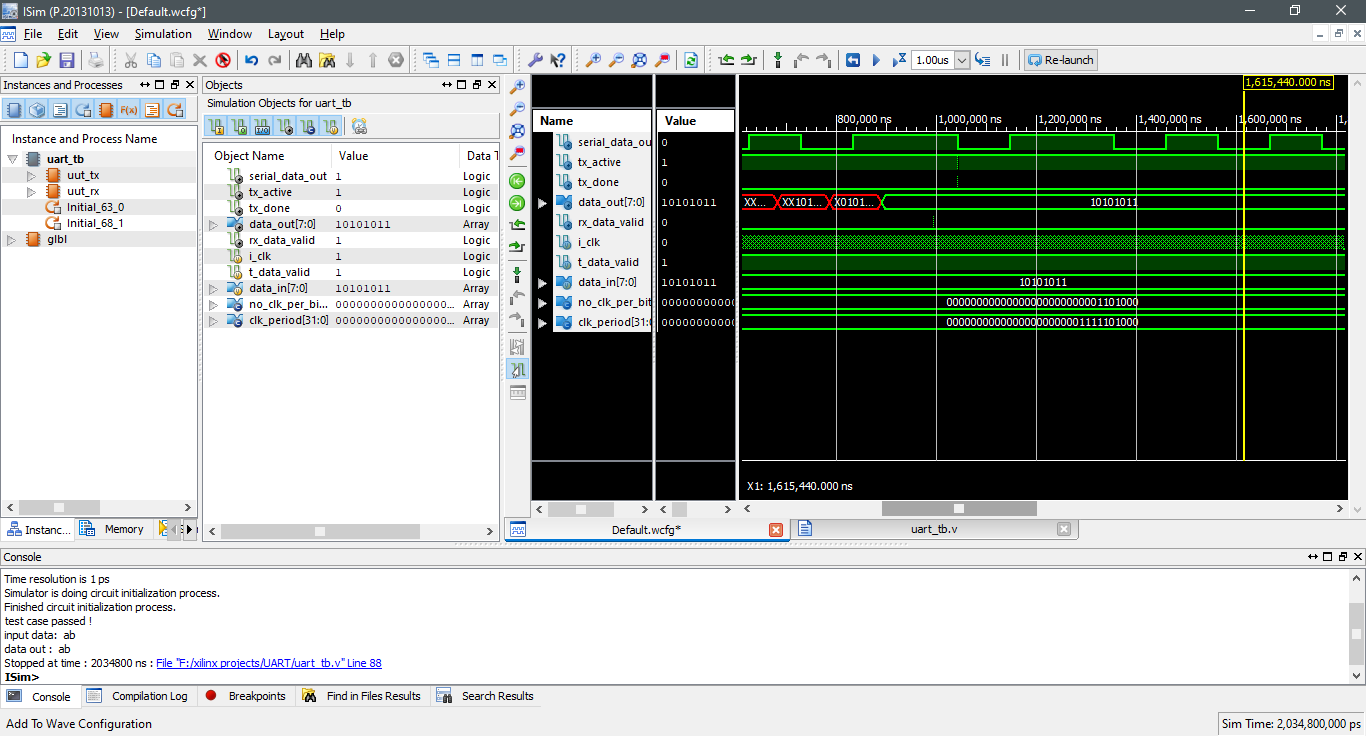 ISim (P.20131013) - [Default.wcfg*]
File Edit View Simulation Window Layout Help
1.00us Re-launch
Instances and Processes
Instance and Process Name
uart_tb
uut_tx
uut_rx
Initial_63_0
Initial_68_1
glbl
Instanc... Memory
Objects
Simulation Objects for uart_tb
Object Name Value Data T
serial_data_out 1 Logic
tx_active 1 Logic
tx_done 0 Logic
data_out[7:0] 10101011 Array
rx_data_valid 1 Logic
i_clk 1 Logic
t_data_valid 1 Logic
data_in[7:0] 10101011 Array
no_clk_per_bi... 0000000000000000... Array
clk_period[31:0] 0000000000000000... Array
Name Value
serial_data_ou 0
tx_active 1
tx_done 0
data_out[7:0] 10101011
rx_data_valid 0
i_clk 0
t_data_valid 1
data_in[7:0] 10101011
no_clk_per_bit 00000000000
clk_period[31:0] 00000000000
1,615,440.000 ns
800,000 ns 1,000,000 ns 1,200,000 ns 1,400,000 ns 1,600,000 ns 1,
XX... XX101... X0101... 10101011
10101011
00000000000000000000000001101000
00000000000000000000001111101000
X1: 1,615,440.000 ns
Default.wcfg* uart_tb.v
Console
Time resolution is 1 ps
Simulator is doing circuit initialization process.
Finished circuit initialization process.
test case passed !
input data: ab
data out : ab
Stopped at time : 2034800 ns : File "F:/xilinx projects/UART/uart_tb.v" Line 88
ISim>
Console Compilation Log Breakpoints Find in Files Results Search Results
Add To Wave Configuration Sim Time: 2,034,800,000 ps